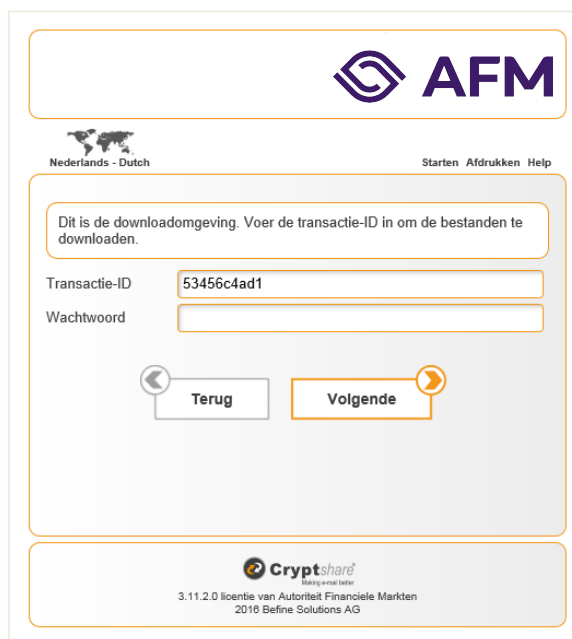 AFM
Nederlands - Dutch
Starten Afdrukken Help
Dit is de downloadomgeving. Voer de transactie-ID in om de bestanden te
downloaden.
Transactie-ID 53456c4ad1
Wachtwoord
Terug Volgende
Cryptshare
Making e-mail better
3.11.2.0 licentie van Autoriteit Financiele Markten
2016 Befine Solutions AG